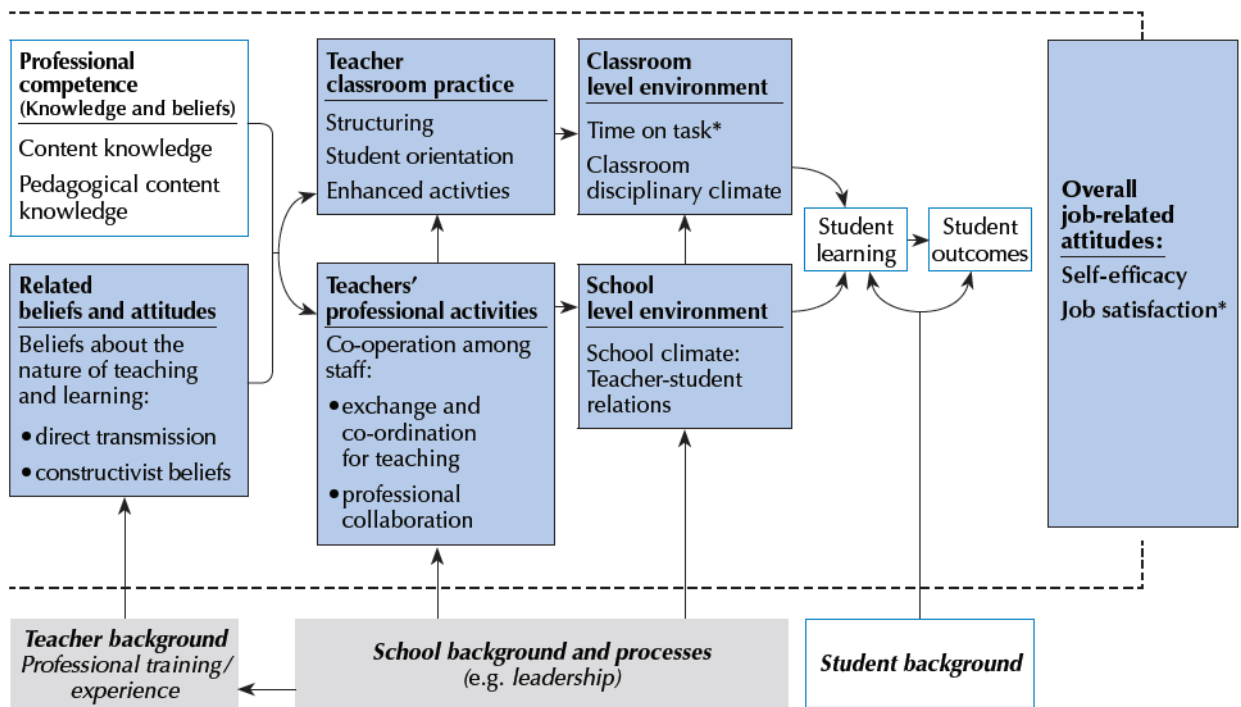 Professional
competence
(Knowledge and beliefs)
Content knowledge
Pedagogical content
knowledge
Related
beliefs and attitudes
Beliefs about the
nature of teaching
and learning:
• direct transmission
• constructivist beliefs
Teacher
classroom practice
Structuring
Student orientation
Enhanced activties
Teachers’
professional activities
Co-operation among
staff:
• exchange and
co-ordination
for teaching
• professional
collaboration
Classroom
level environment
Time on task*
Classroom
disciplinary climate
School
level environment
School climate:
Teacher-student
relations
Student
learning
Student
outcomes
Overall
job-related
attitudes:
Self-efficacy
Job satisfaction*
Teacher background
Professional training/
experience
School background and processes
(e.g. leadership)
Student background